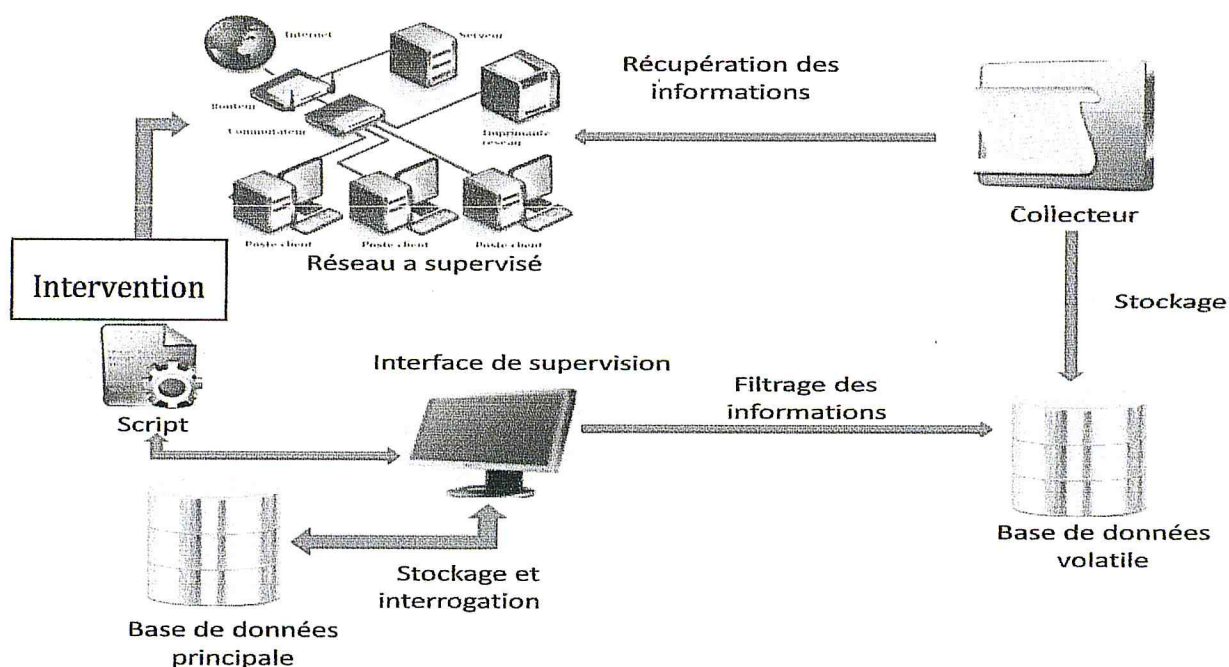 Internet
Serveur
Routeur
Commutateur
Imprimante
réseau
Poste client
Poste client
Poste client
Réseau a supervisé
Récupération des
informations
Collecteur
Stockage
Intervention
Script
Interface de supervision
Filtrage des
informations
Base de données
volatile
Stockage et
interrogation
Base de données
principale